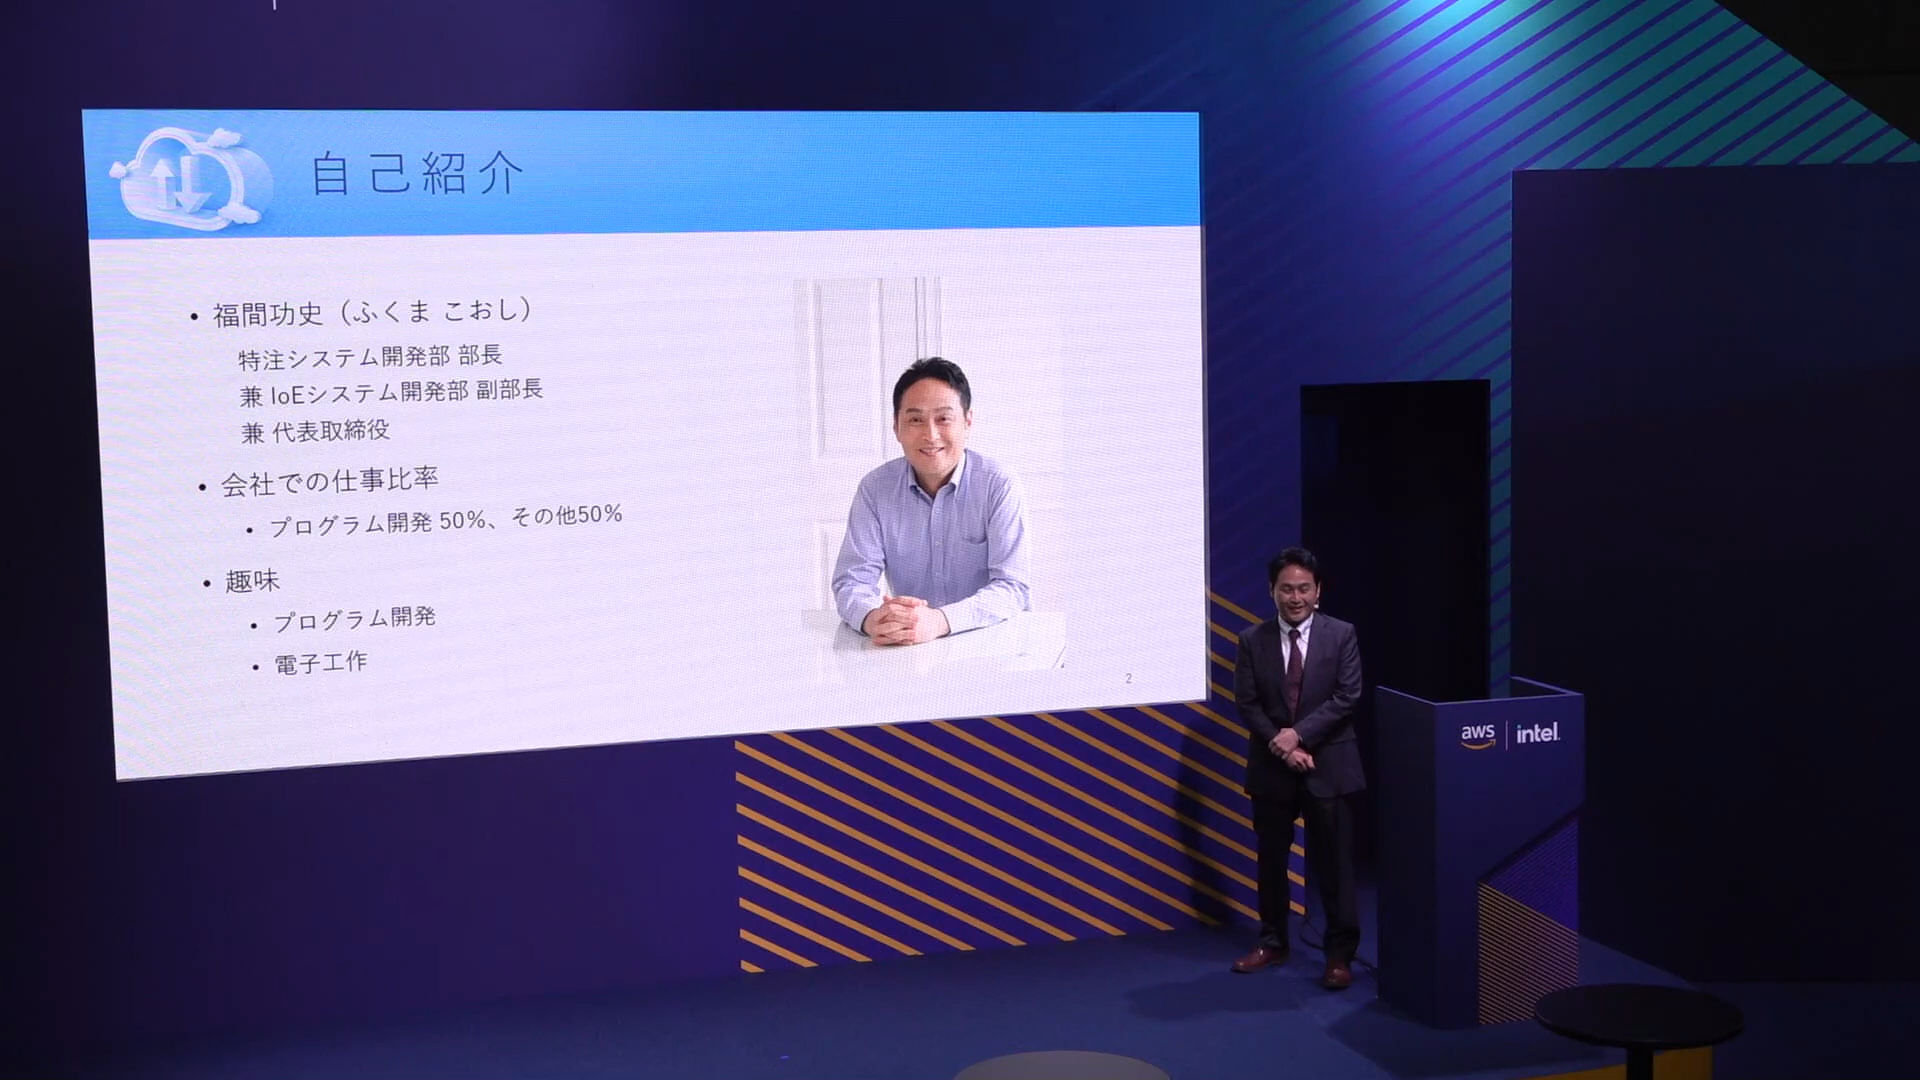 自己紹介
• 福間功史（ふくま こおし）
特注システム開発部 部長
兼 IoEシステム開発部 副部長
兼 代表取締役
• 会社での仕事比率
• プログラム開発 50%、その他50%
• 趣味
• プログラム開発
• 電子工作
2
aws | intel.